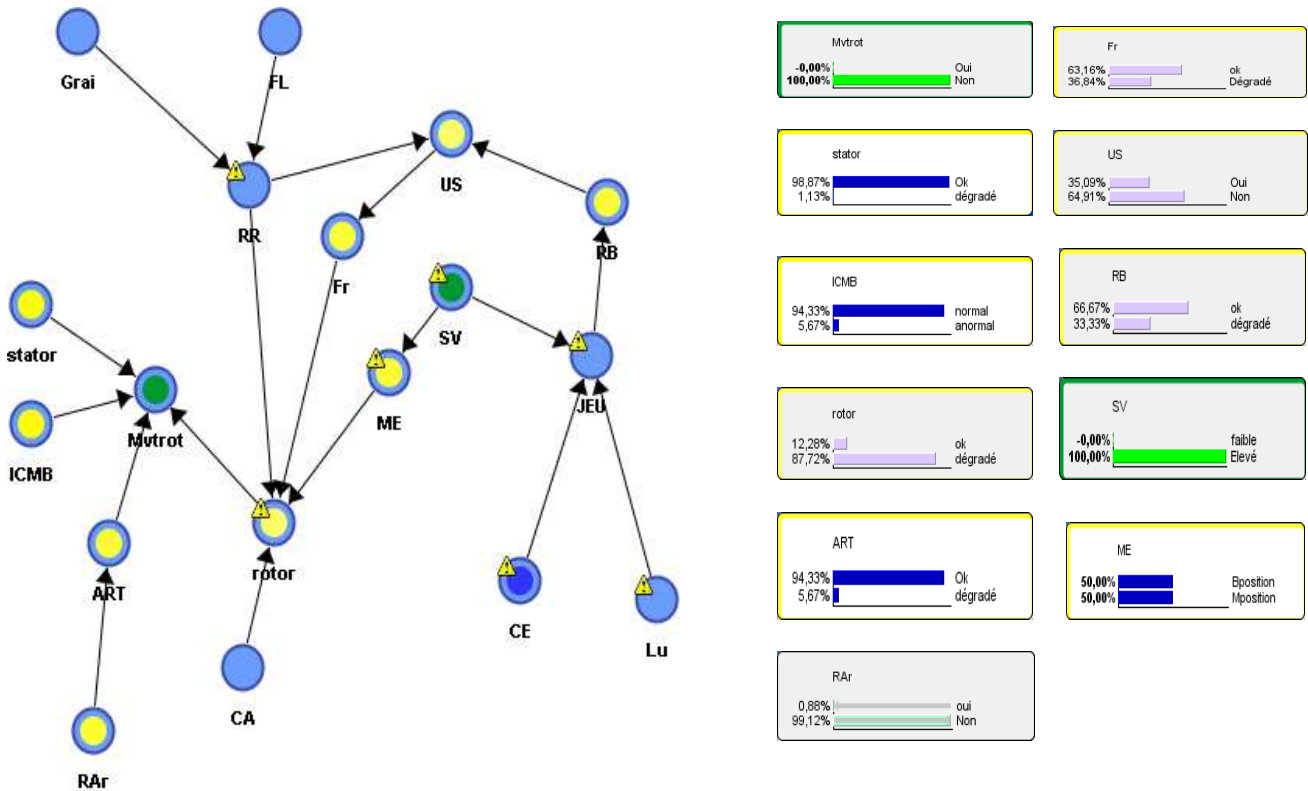 Grai
FL
RR
US
RB
Fr
SV
stator
JEU
ME
Mvtrot
ICMB
rotor
ART
CE
Lu
CA
RAr
Mvtrot
-0,00% Oui
100,00% Non
Fr
63,16% ok
36,84% Dégradé
stator
98,87% Ok
1,13% dégradé
US
35,09% Oui
64,91% Non
ICMB
94,33% normal
5,67% anormal
RB
66,67% ok
33,33% dégradé
rotor
12,28% ok
87,72% dégradé
SV
-0,00% faible
100,00% Elevé
ART
94,33% Ok
5,67% dégradé
ME
50,00% Bposition
50,00% Mposition
RAr
0,88% oui
99,12% Non